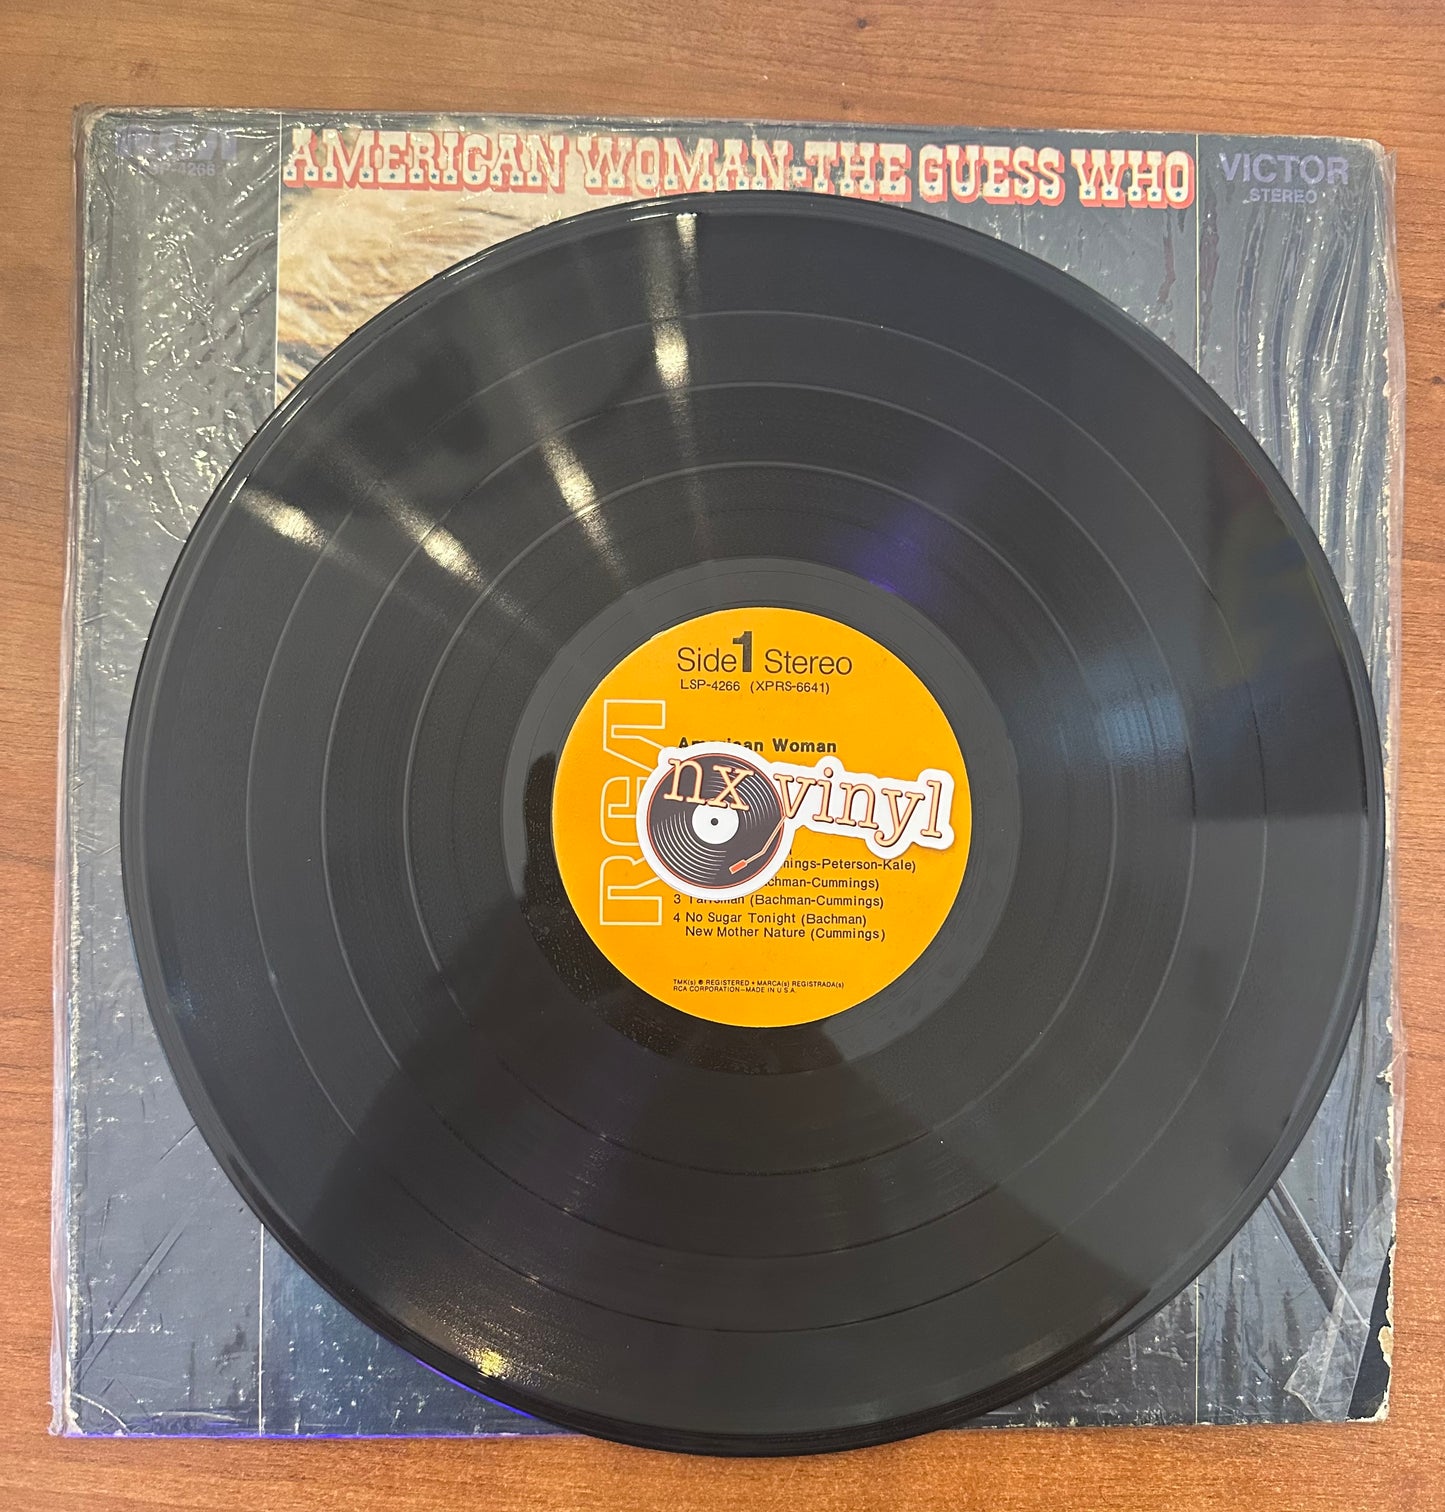 RCA
LSP-4266
AMERICAN WOMAN-THE GUESS WHO
VICTOR
STEREO
Side 1 Stereo
LSP-4266 (XPRS-6641)
American Woman
RCA
nx vinyl
mings-Peterson-Kale)
achman-Cummings)
3 Talisman (Bachman-Cummings)
4 No Sugar Tonight (Bachman)
New Mother Nature (Cummings)
TMK(s) ® REGISTERED • MARCA(s) REGISTRADA(s)
RCA CORPORATION—MADE IN U.S.A.